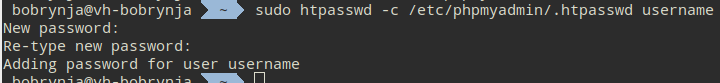 bobrynja@vh-bobrynja ~ sudo htpasswd -c /etc/phpmyadmin/.htpasswd username
New password:
Re-type new password:
Adding password for user username
bobrynja@vh-bobrynja ~